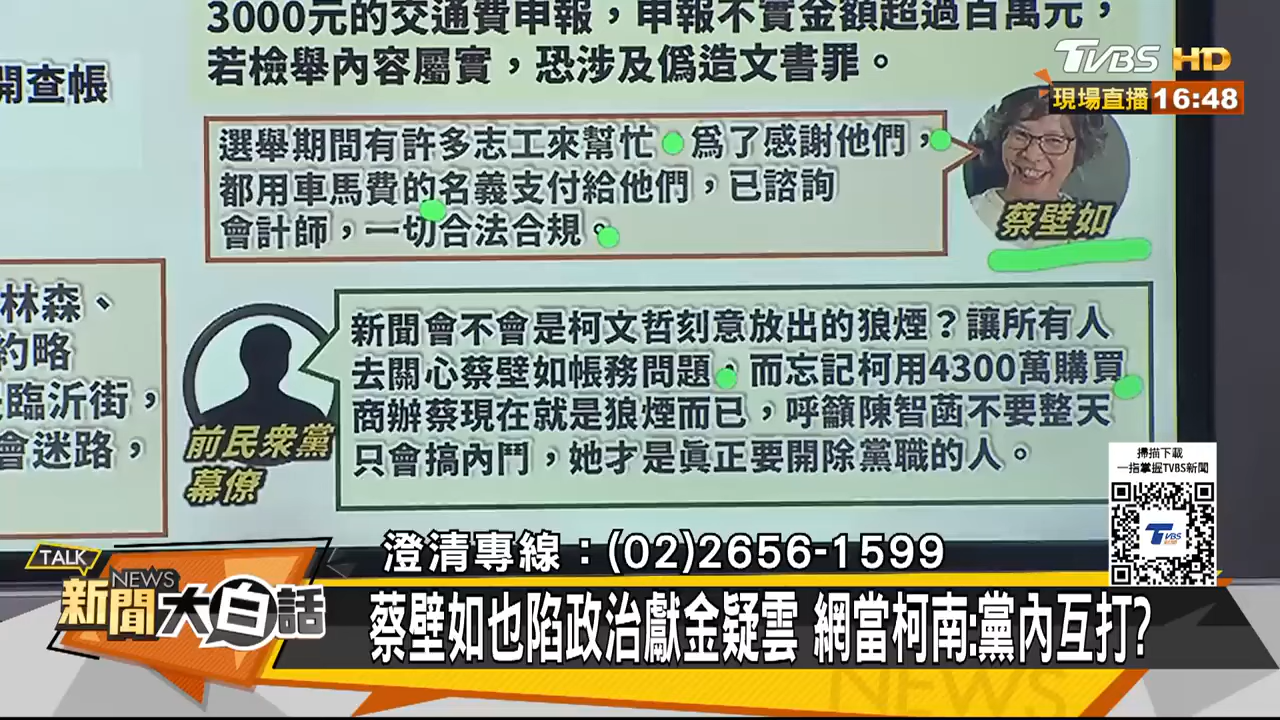 3000元的交通費申報，申報不實金額超過百萬元，
若檢舉內容屬實，恐涉及偽造文書罪。
開查帳
TVBS HD
現場直播 16:48
選舉期間有許多志工來幫忙。為了感謝他們，
都用車馬費的名義支付給他們，已諮詢
會計師，一切合法合規。
蔡壁如
林森、
約略
臨沂街，
會迷路，
新聞會不會是柯文哲刻意放出的狼煙？讓所有人
去關心蔡壁如帳務問題，而忘記柯用4300萬購買
商辦蔡現在就是狼煙而已，呼籲陳智菡不要整天
只會搞內鬥，她才是真正要開除黨職的人。
前民眾黨
幕僚
掃描下載
一指掌握TVBS新聞
TVBS
澄清專線：(02)2656-1599
TALK
NEWS
新聞大白話
蔡壁如也陷政治獻金疑雲 網當柯南:黨內互打?
NEWS